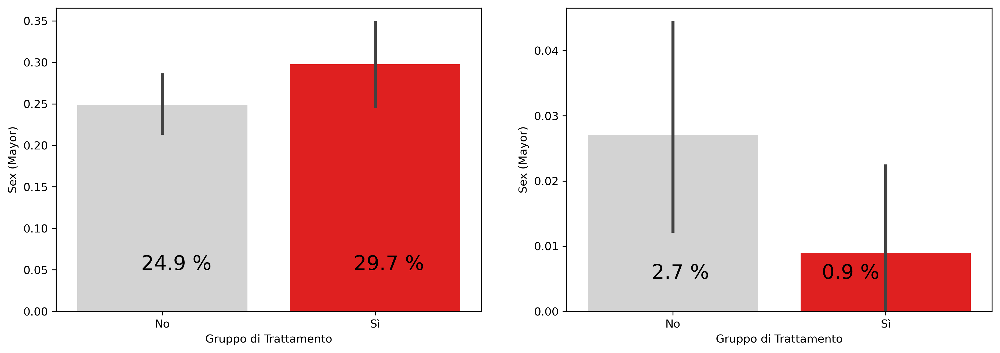 Sex (Mayor)
0.35
0.30
0.25
0.20
0.15
0.10
0.05
0.00
24.9 %
29.7 %
No
Sì
Gruppo di Trattamento
Sex (Mayor)
0.04
0.03
0.02
0.01
0.00
2.7 %
0.9 %
No
Sì
Gruppo di Trattamento